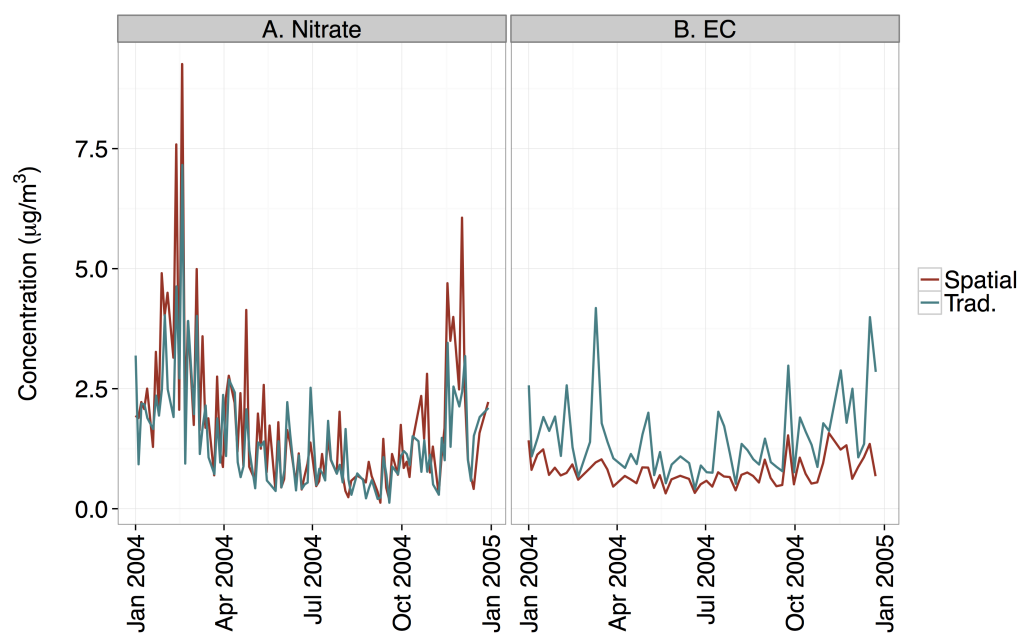 A. Nitrate
B. EC
Concentration (μg/m³)
7.5
5.0
2.5
0.0
Jan 2004
Apr 2004
Jul 2004
Oct 2004
Jan 2005
Jan 2004
Apr 2004
Jul 2004
Oct 2004
Jan 2005
Spatial
Trad.